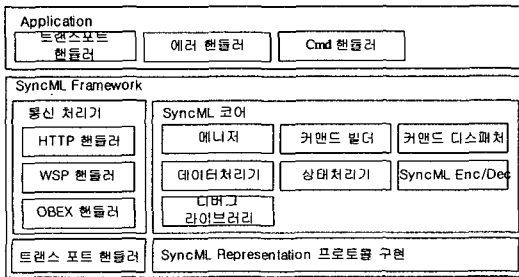 Application
트랜스포트
핸들러
에러 핸들러
Cmd 핸들러
SyncML Framework
통신 처리기
HTTP 핸들러
WSP 핸들러
OBEX 핸들러
SyncML 코어
매니저
커맨드 빌더
커맨드 디스패처
데이터처리기
상태처리기
SyncML Enc/Dec
디버그
라이브러리
트랜스 포트 핸들러
SyncML Representation 프로토콜 구현